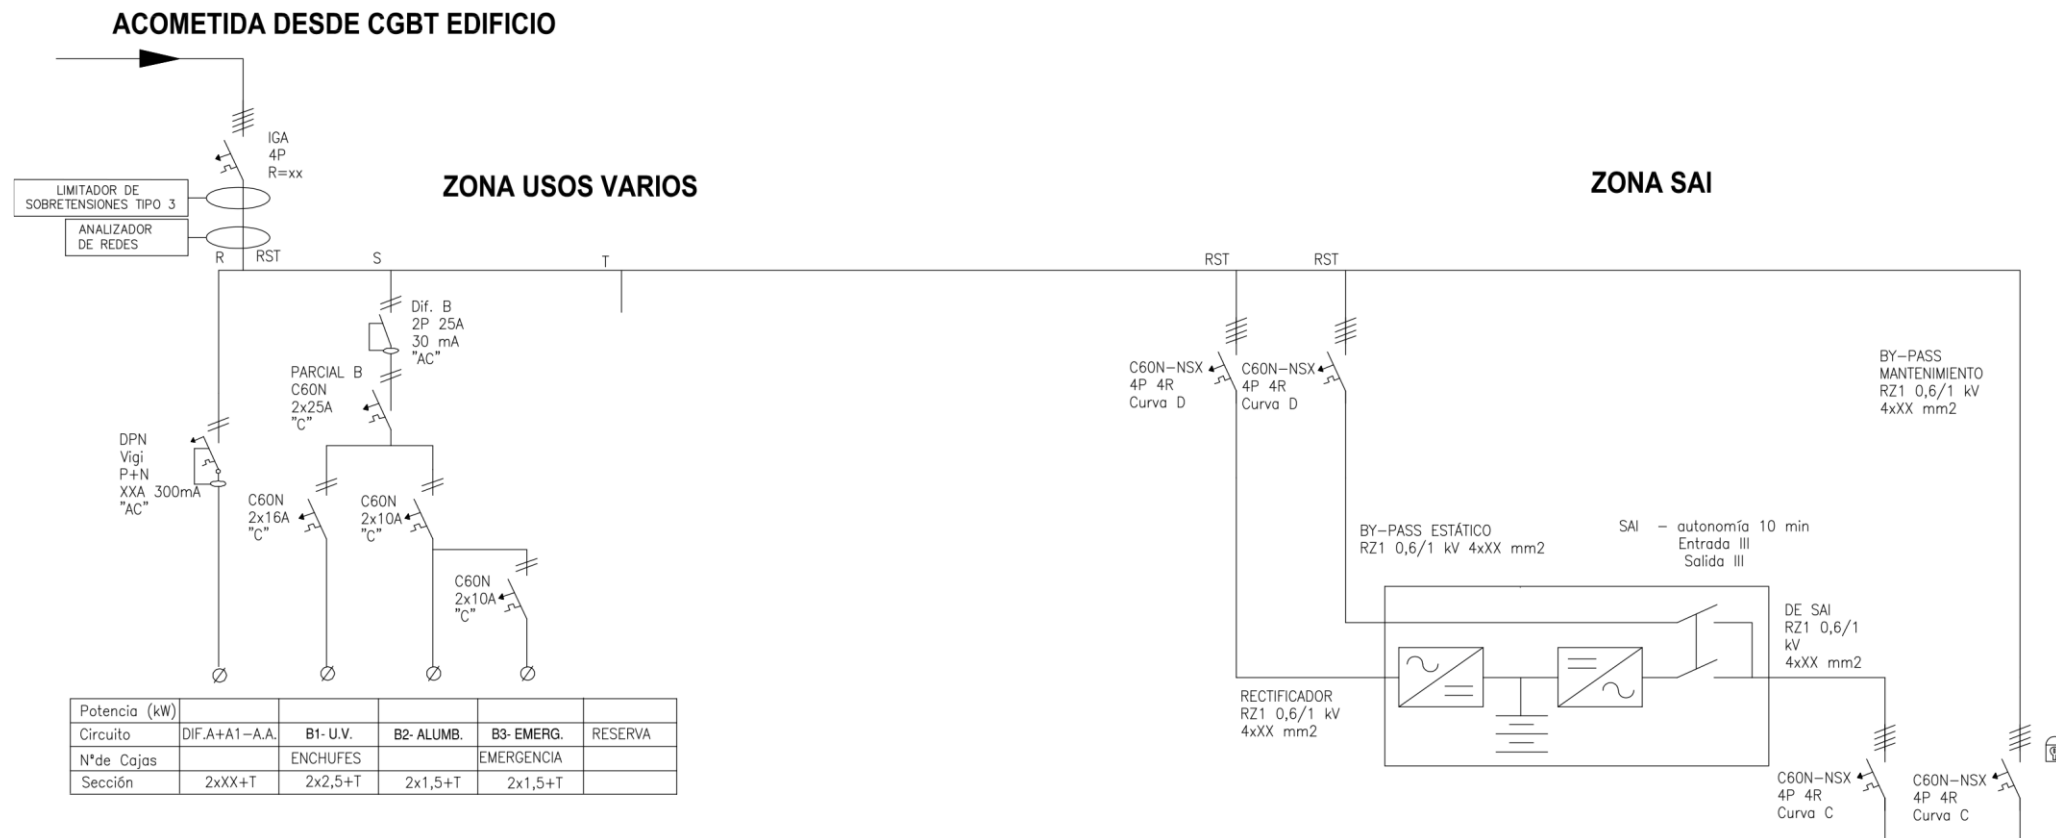 ACOMETIDA DESDE CGBT EDIFICIO
IGA
4P
R=xx
LIMITADOR DE
SOBRETENSIONES TIPO 3
ANALIZADOR
DE REDES
R
RST
S
T
ZONA USOS VARIOS
ZONA SAI
RST
RST
Dif. B
2P 25A
30 mA
"AC"
PARCIAL B
C60N
2x25A
"C"
DPN
Vigi
P+N
XXA 300mA
"AC"
C60N
2x16A
"C"
C60N
2x10A
"C"
C60N
2x10A
"C"
C60N-NSX
4P 4R
Curva D
C60N-NSX
4P 4R
Curva D
BY-PASS
MANTENIMIENTO
RZ1 0,6/1 kV
4xXX mm2
BY-PASS ESTÁTICO
RZ1 0,6/1 kV 4xXX mm2
SAI - autonomía 10 min
Entrada III
Salida III
DE SAI
RZ1 0,6/1
kV
4xXX mm2
RECTIFICADOR
RZ1 0,6/1 kV
4xXX mm2
C60N-NSX
4P 4R
Curva C
C60N-NSX
4P 4R
Curva C
Potencia (kW)
Circuito DIF.A+A1-A.A. B1- U.V. B2- ALUMB. B3- EMERG. RESERVA
N°de Cajas ENCHUFES EMERGENCIA
Sección 2xXX+T 2x2,5+T 2x1,5+T 2x1,5+T